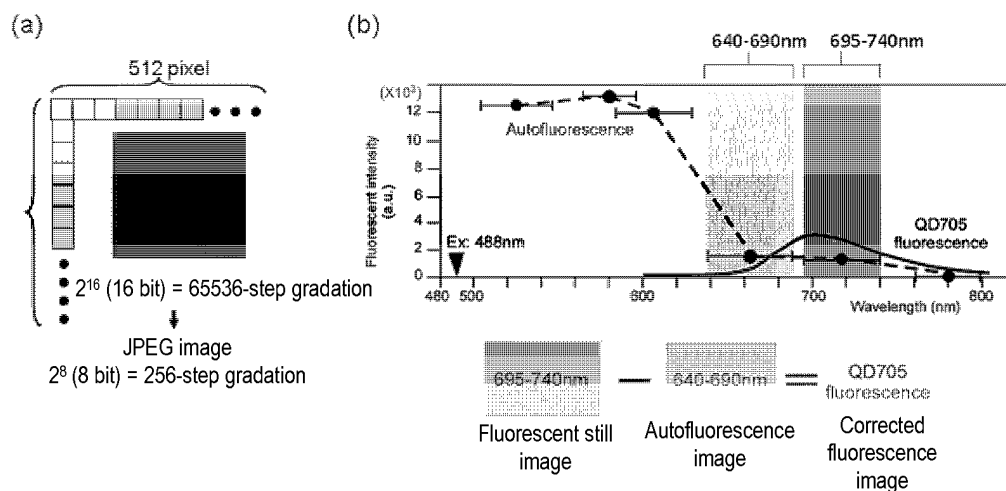 (a)
512 pixel
2¹⁶ (16 bit) = 65536-step gradation
JPEG image
2⁸ (8 bit) = 256-step gradation
(b)
640-690nm
695-740nm
(X10³)
12
10
8
6
4
2
0
Fluorescent intensity
(a.u.)
Autofluorescence
Ex: 488nm
QD705
fluorescence
480
500
600
700
800
Wavelength (nm)
695-740nm
640-690nm
QD705
fluorescence
Fluorescent still
image
Autofluorescence
image
Corrected
fluorescence
image